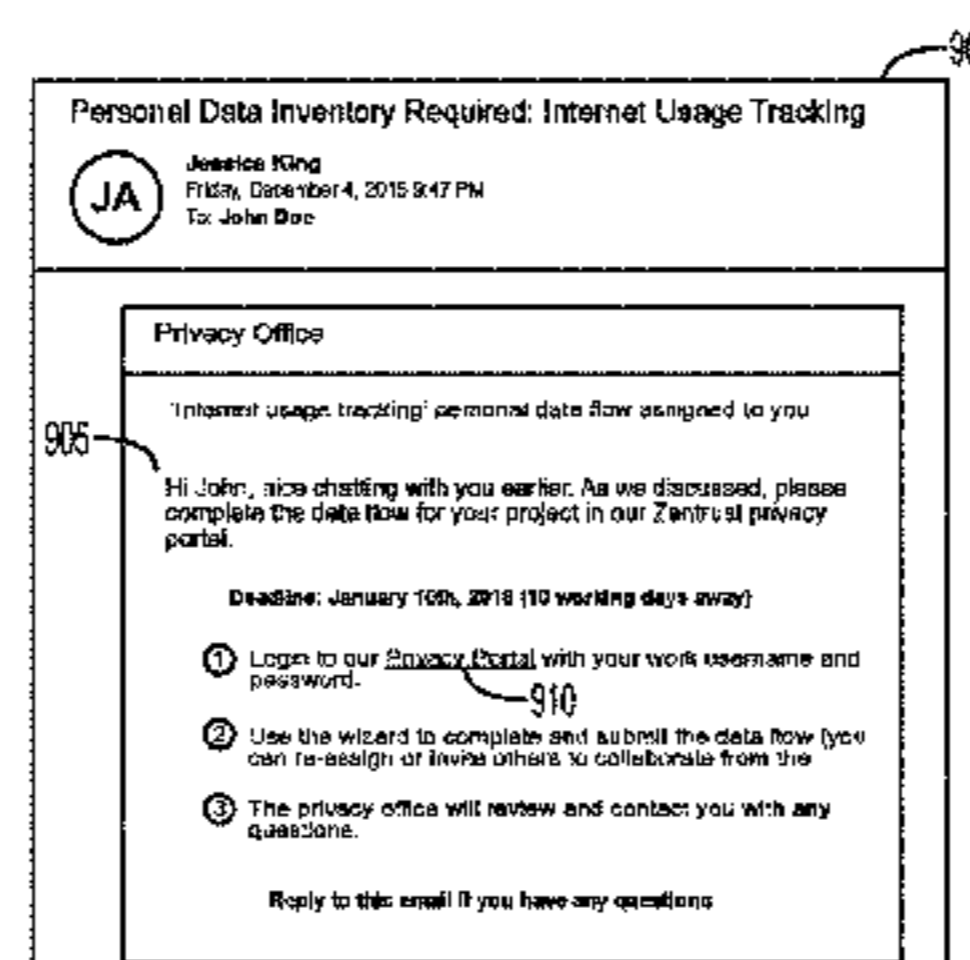 Personal Data Inventory Required: Internet Usage Tracking
JA
Jessica King
Friday, December 4, 2015 9:47 PM
To: John Doe
Privacy Office
'Internet usage tracking' personal data flow assigned to you
905
Hi John, nice chatting with you earlier. As we discussed, please
complete the data flow for your project in our Zentrust privacy
portal.
Deadline: January 10th, (10 working days away)
1 Login to our Privacy Portal with your work username and
password.
910
2 Use the wizard to complete and submit the data flow (you
can re-assign or invite others to collaborate from the
3 The privacy office will review and contact you with any
questions.
Reply to this email if you have any questions